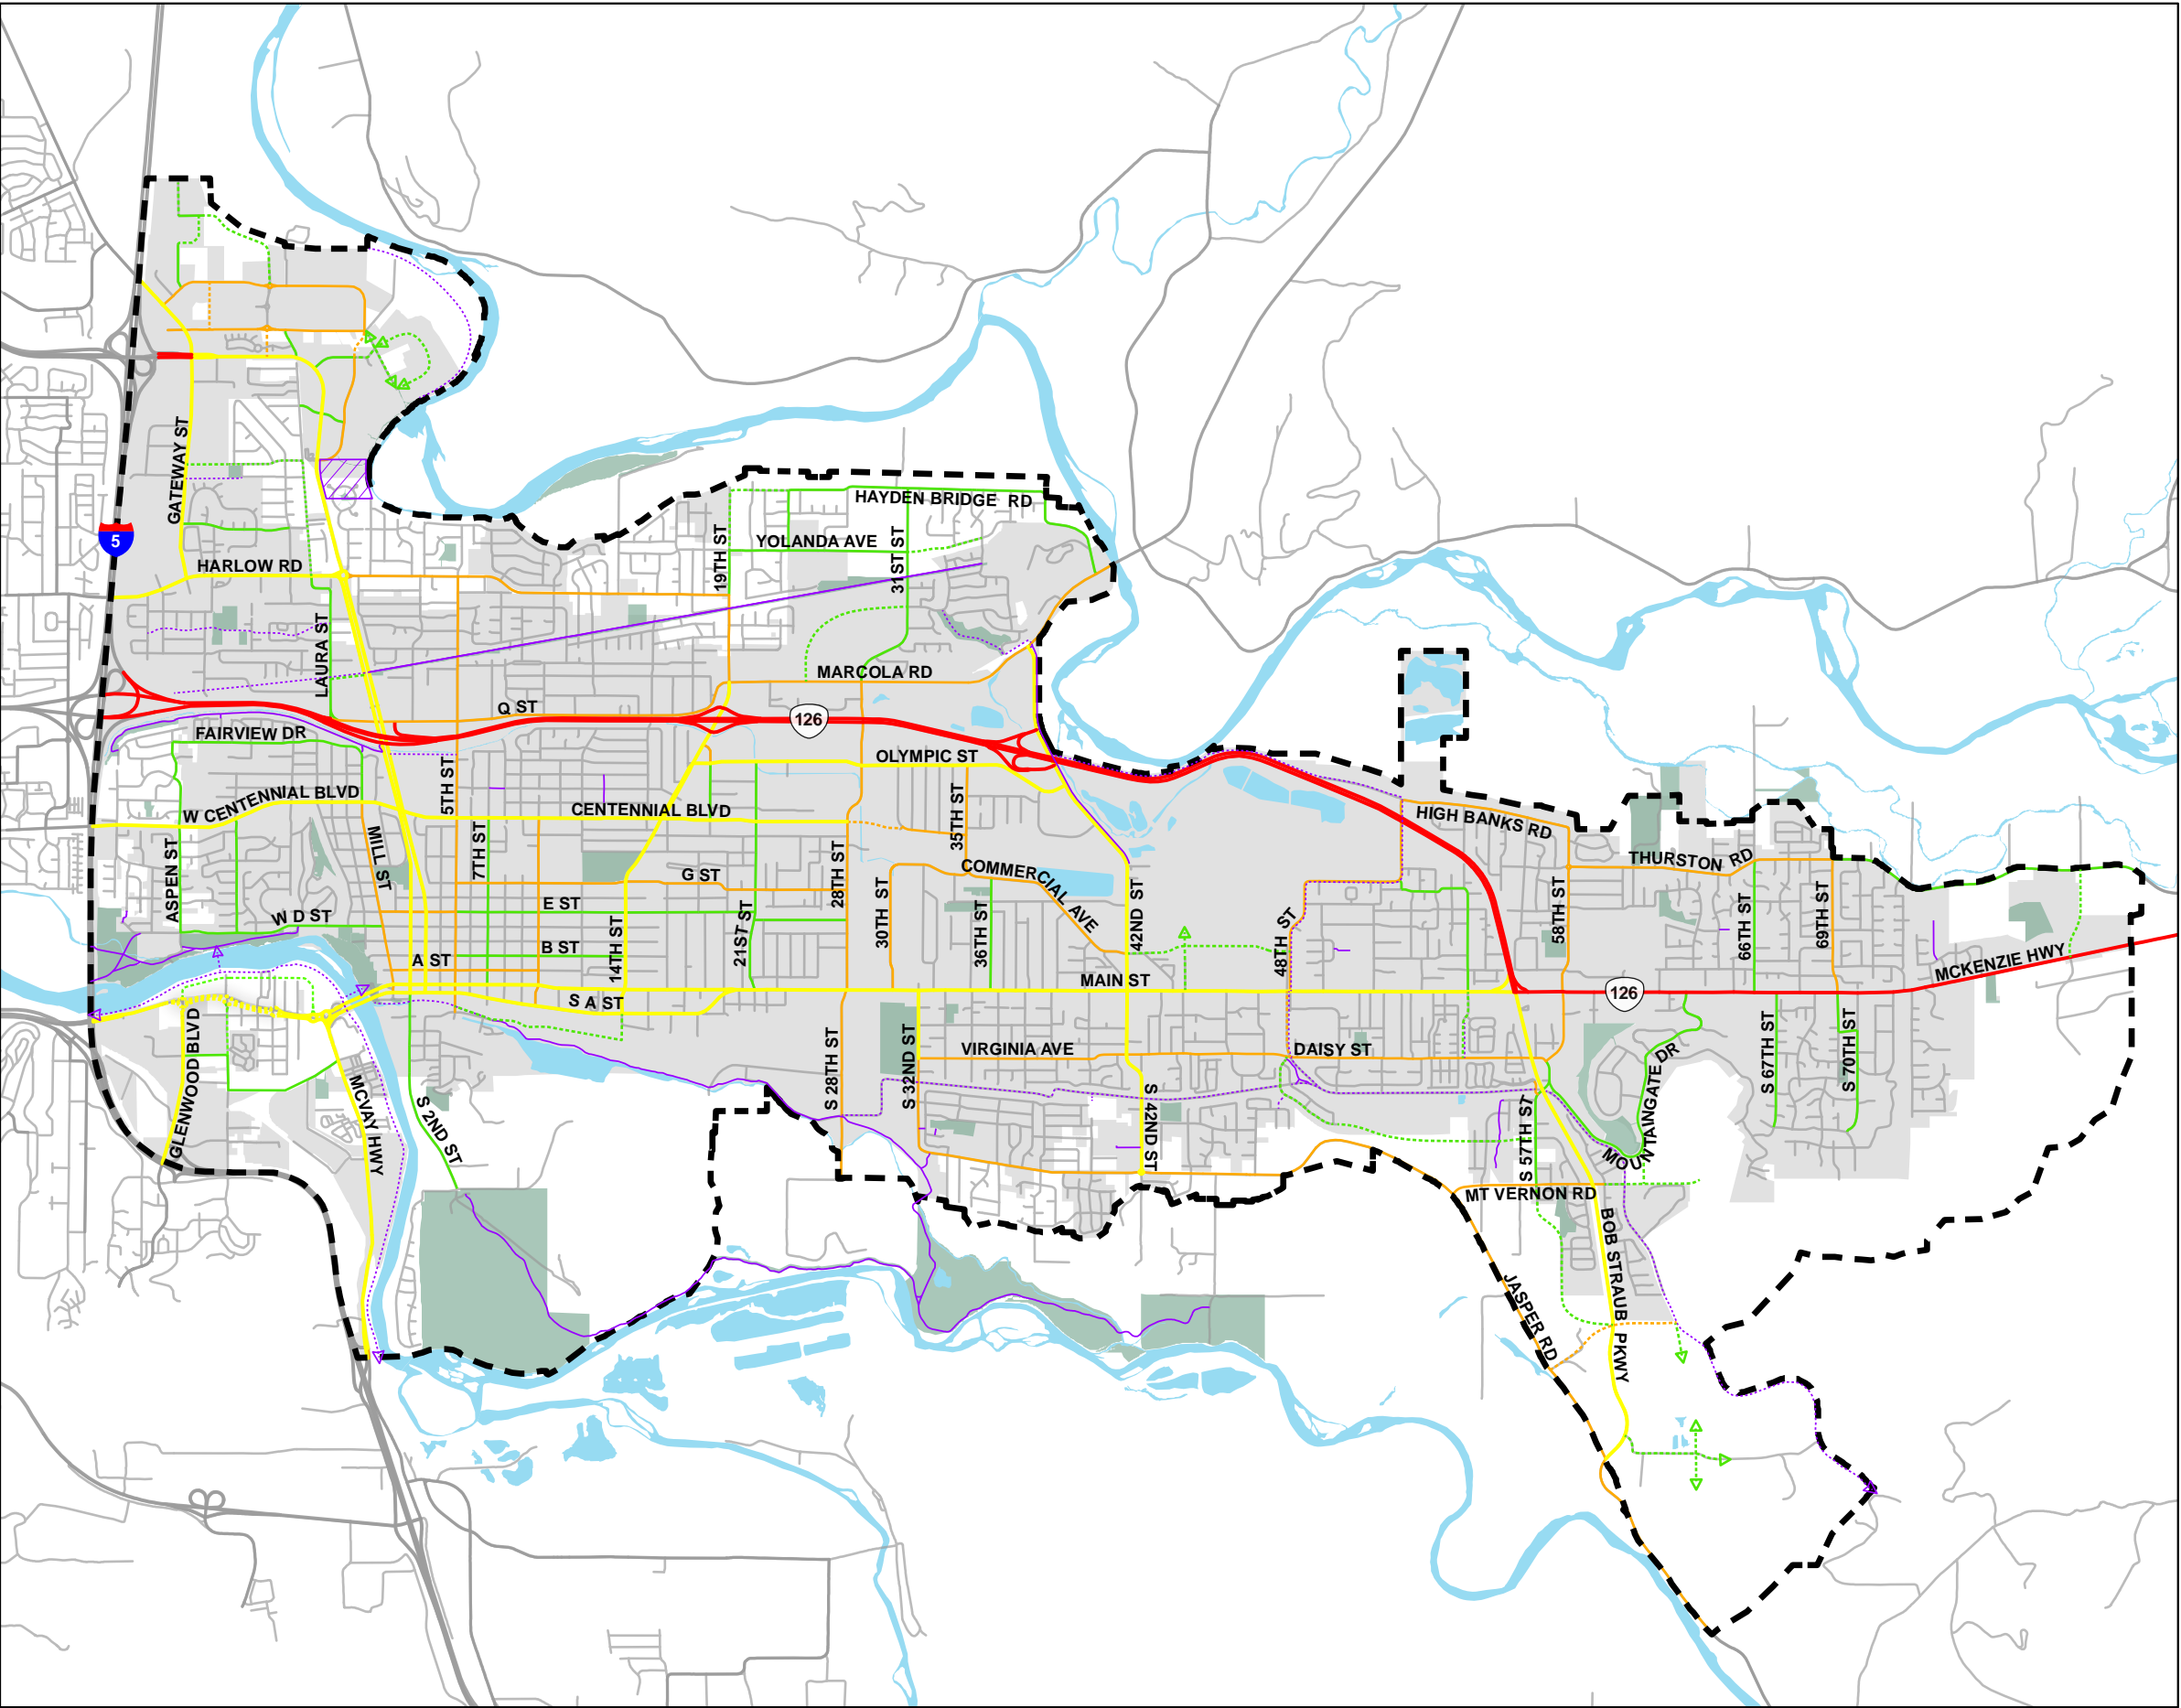 GATEWAY ST
HAYDEN BRIDGE RD
5
19TH ST
YOLANDA AVE
31ST ST
HARLOW RD
LAURA ST
MARCOLA RD
Q ST
126
FAIRVIEW DR
OLYMPIC ST
5TH ST
W CENTENNIAL BLVD
CENTENNIAL BLVD
35TH ST
HIGH BANKS RD
MILL ST
7TH ST
ASPEN ST
28TH ST
G ST
COMMERCIAL AVE
THURSTON RD
E ST
W D ST
14TH ST
21ST ST
30TH ST
36TH ST
42ND ST
48TH ST
58TH ST
66TH ST
69TH ST
B ST
A ST
MAIN ST
MCKENZIE HWY
S A ST
126
GLENWOOD BLVD
S 28TH ST
S 32ND ST
VIRGINIA AVE
DAISY ST
S 67TH ST
S 70TH ST
MCVAY HWY
S 2ND ST
S 42ND ST
S 57TH ST
MOUNTAINGATE DR
MT VERNON RD
BOB STRAUB PKWY
JASPER RD